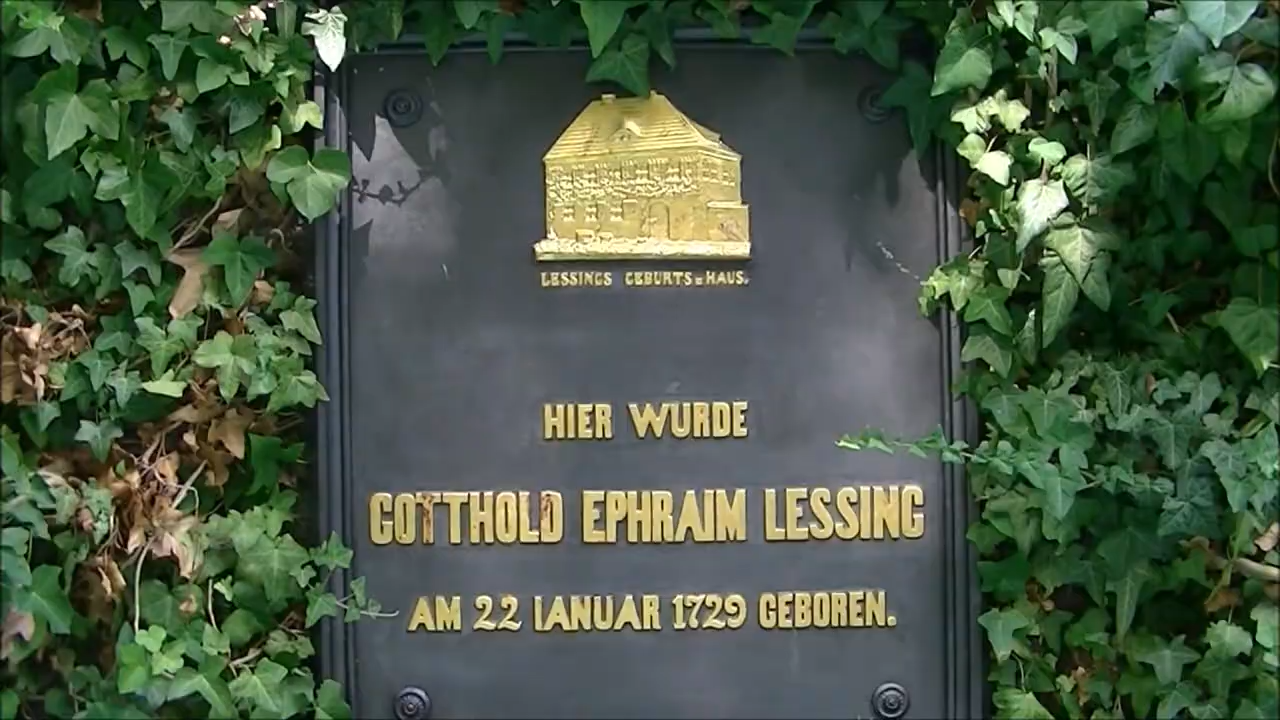 LESSINGS GEBURTS=HAUS.
HIER WURDE
GOTTHOLD EPHRAIM LESSING
AM 22 IANUAR 1729 GEBOREN.